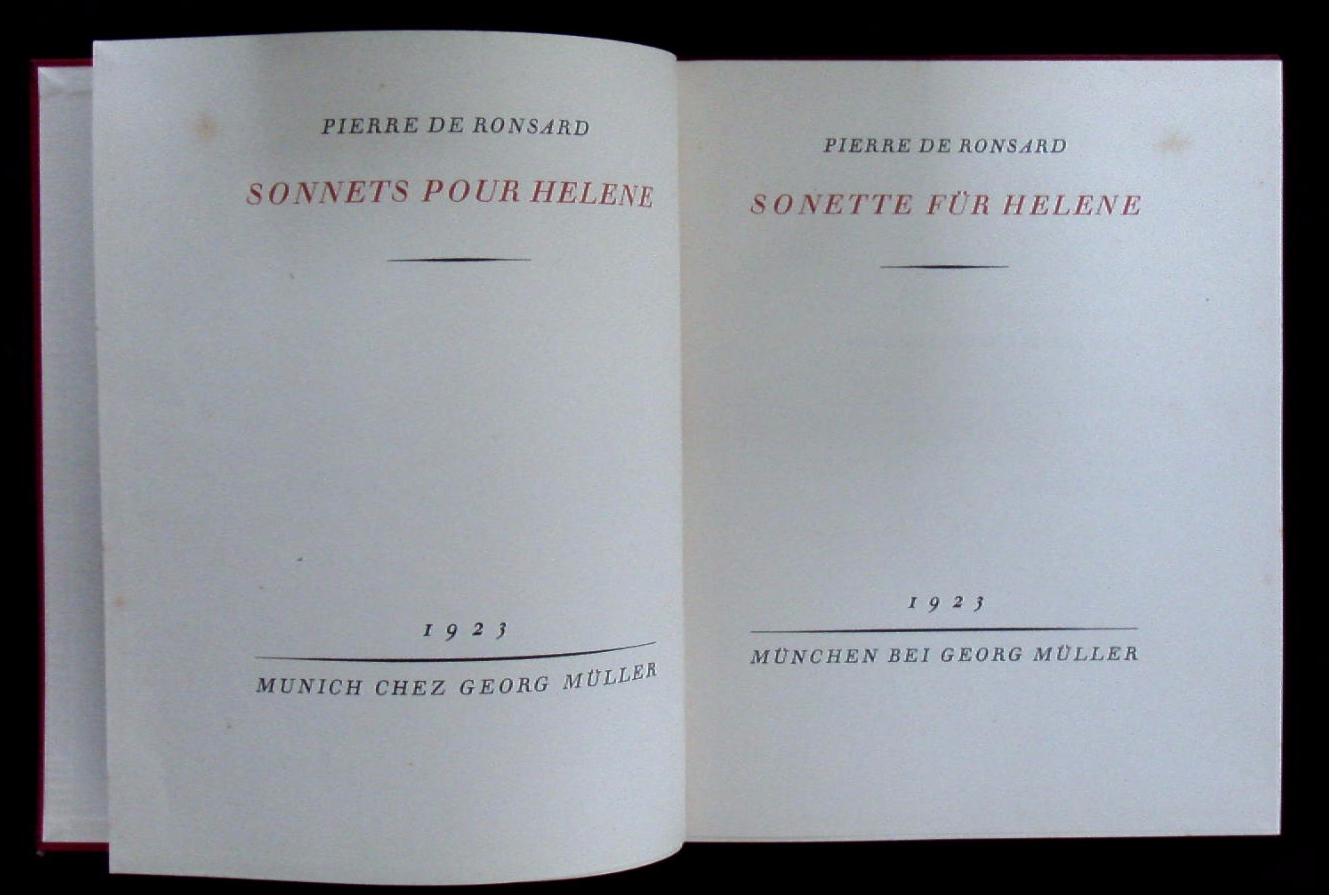 PIERRE DE RONSARD
SONNETS POUR HELENE
1923
MUNICH CHEZ GEORG MÜLLER
PIERRE DE RONSARD
SONETTE FÜR HELENE
1923
MÜNCHEN BEI GEORG MÜLLER